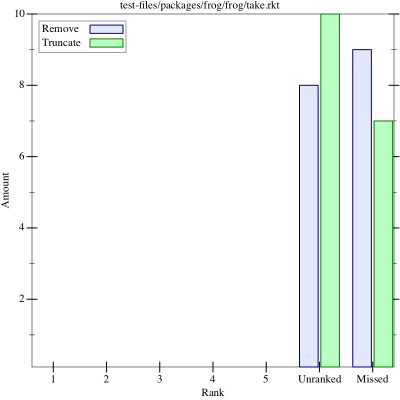 test-files/packages/frog/frog/take.rkt
Remove
Truncate
10
8
6
4
2
Amount
1 2 3 4 5 Unranked Missed
Rank